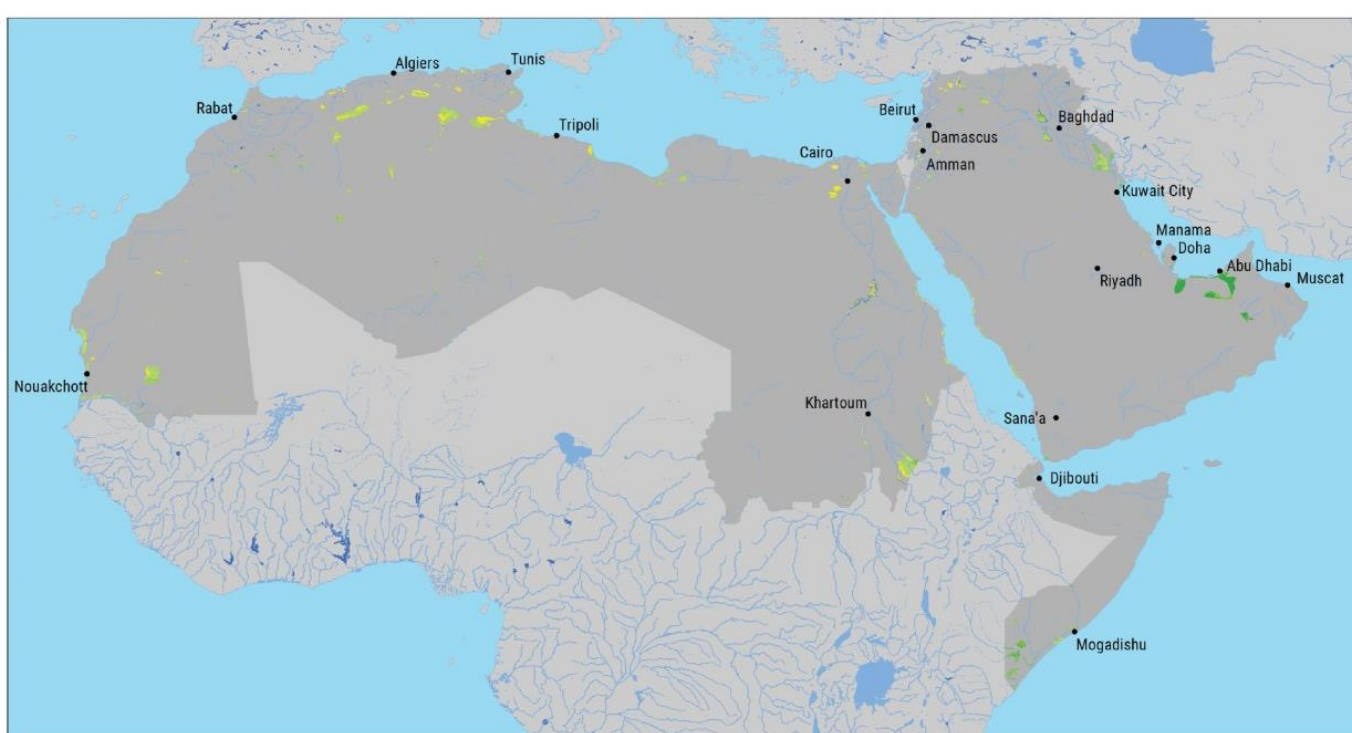 Algiers
Tunis
Rabat
Tripoli
Beirut
Damascus
Baghdad
Cairo
Amman
Kuwait City
Manama
Doha
Abu Dhabi
Riyadh
Muscat
Nouakchott
Khartoum
Sana'a
Djibouti
Mogadishu